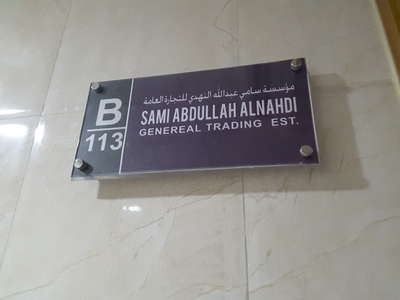 B
113
مؤسسة سامي عبدالله النهدي للتجارة العامة
SAMI ABDULLAH ALNAHDI
GENEREAL TRADING EST.